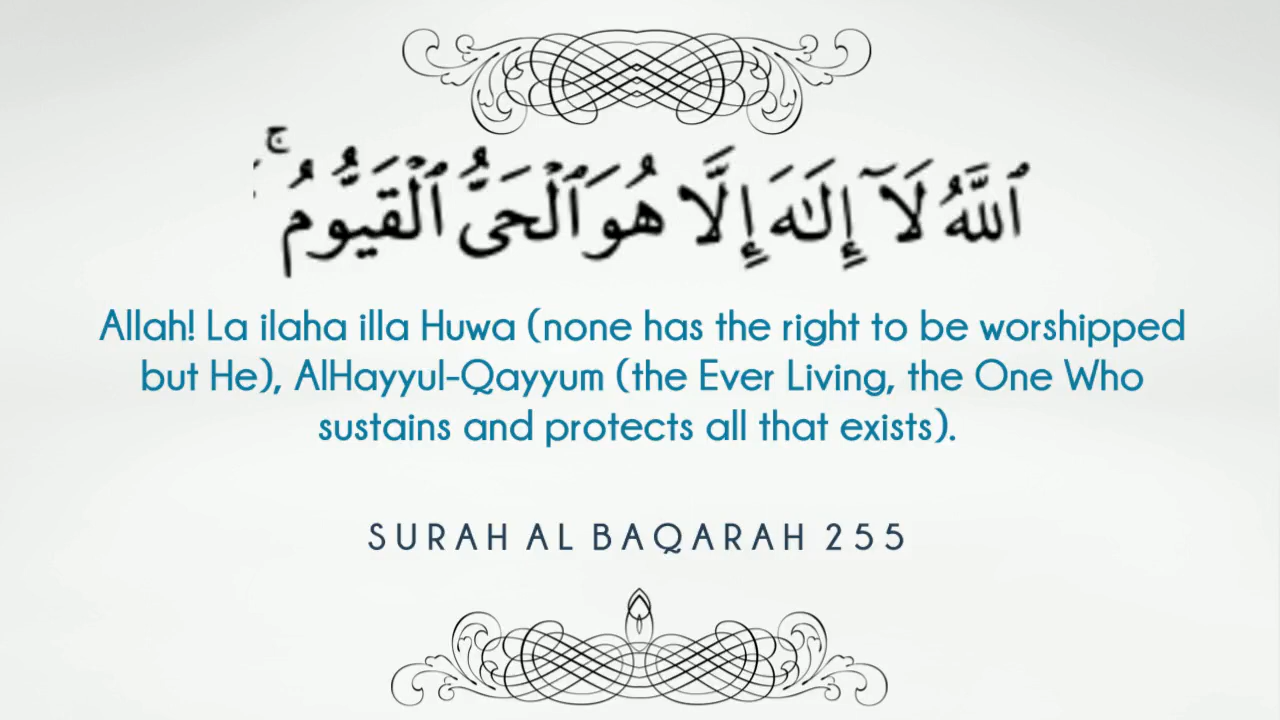 ٱللَّهُ لَآ إِلَـٰهَ إِلَّا هُوَ ٱلْحَىُّ ٱلْقَيُّومُ ۚ
Allah! La ilaha illa Huwa (none has the right to be worshipped
but He), AlHayyul-Qayyum (the Ever Living, the One Who
sustains and protects all that exists).
SURAH AL BAQARAH 255